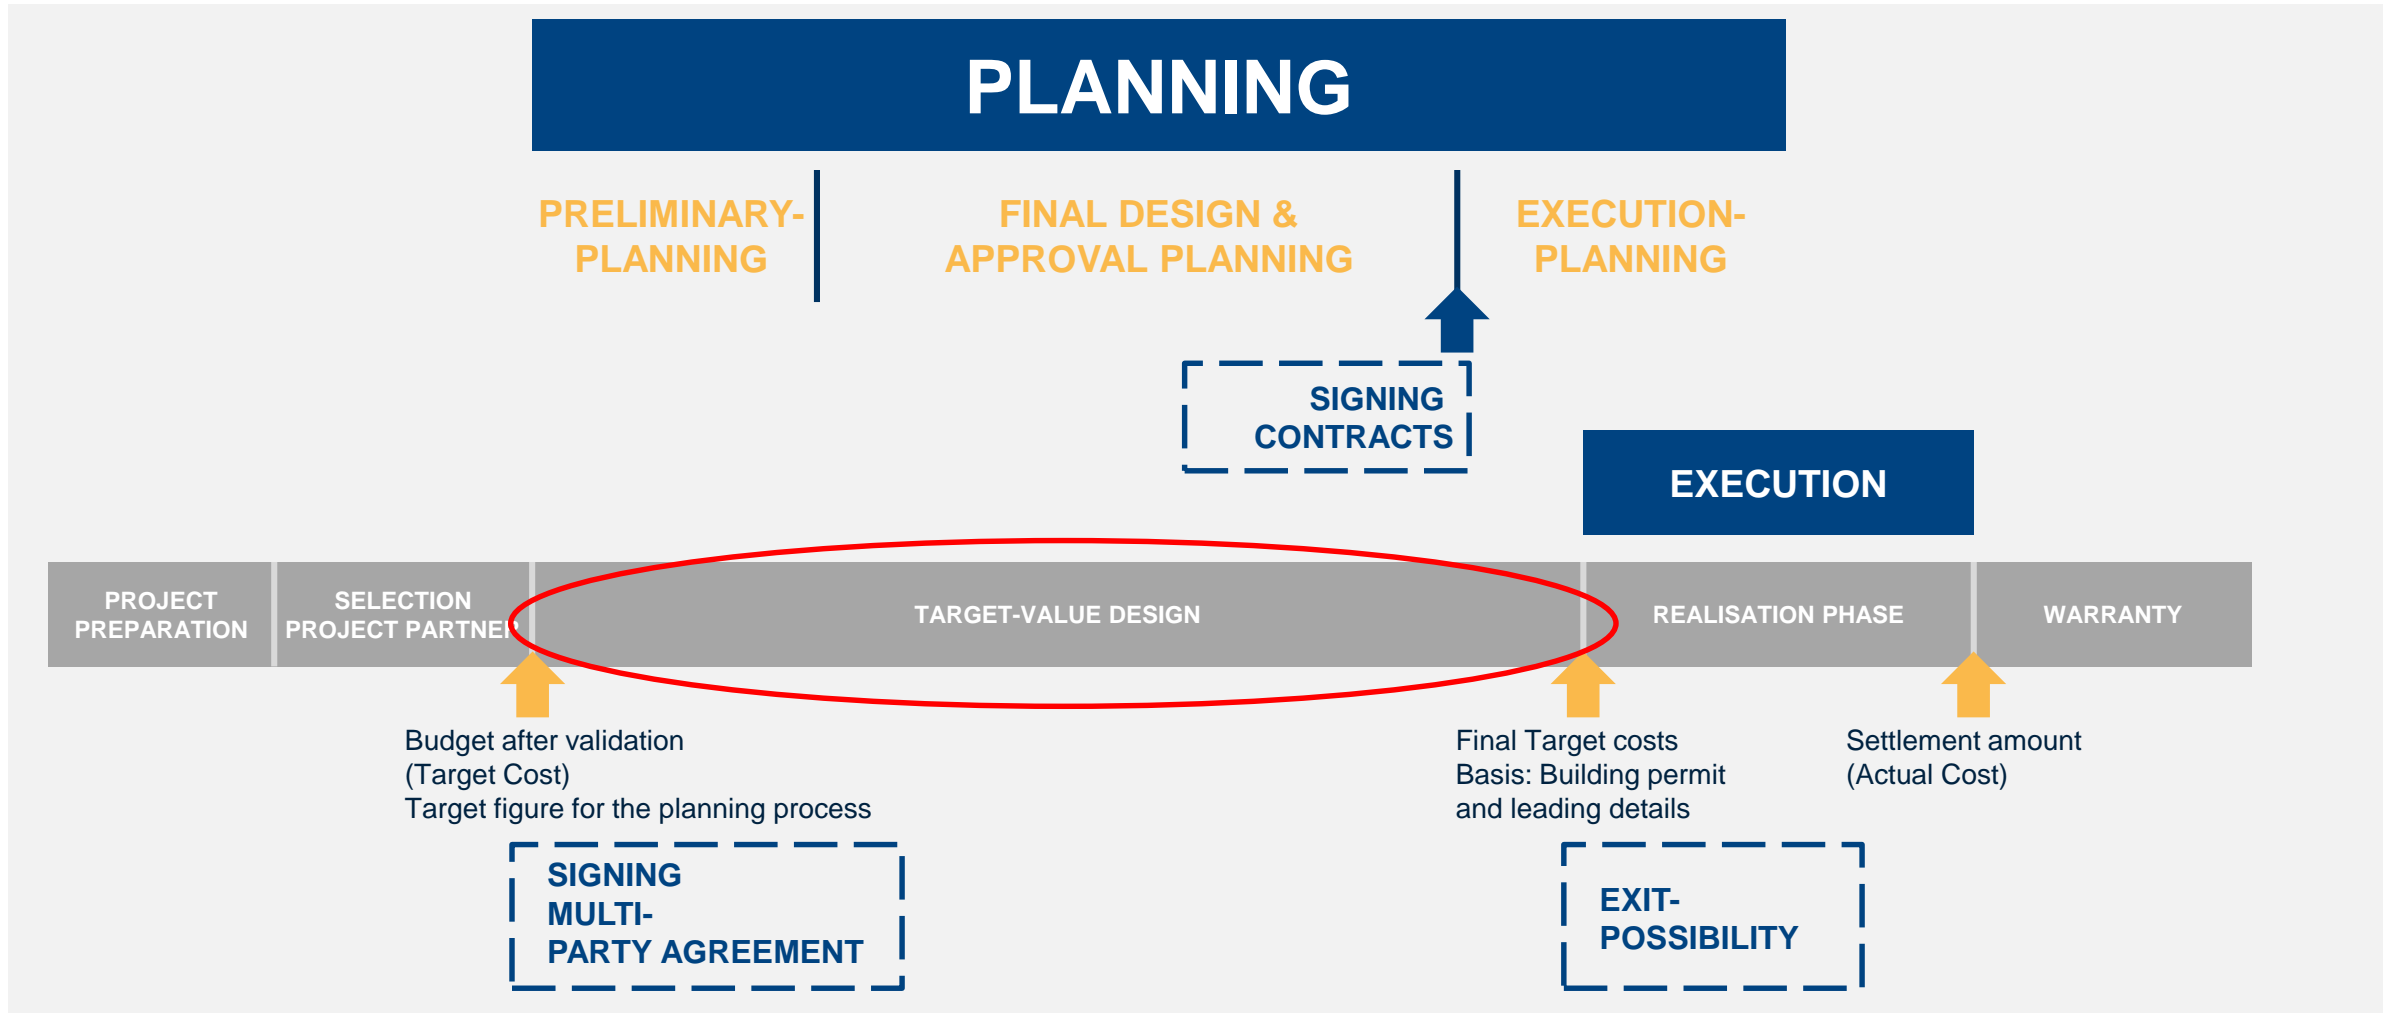 PLANNING
PRELIMINARY-
PLANNING
FINAL DESIGN &
APPROVAL PLANNING
EXECUTION-
PLANNING
SIGNING
CONTRACTS
EXECUTION
PROJECT
PREPARATION
SELECTION
PROJECT PARTNER
TARGET-VALUE DESIGN
REALISATION PHASE
WARRANTY
Budget after validation
(Target Cost)
Target figure for the planning process
Final Target costs
Basis: Building permit
and leading details
Settlement amount
(Actual Cost)
SIGNING
MULTI-
PARTY AGREEMENT
EXIT-
POSSIBILITY